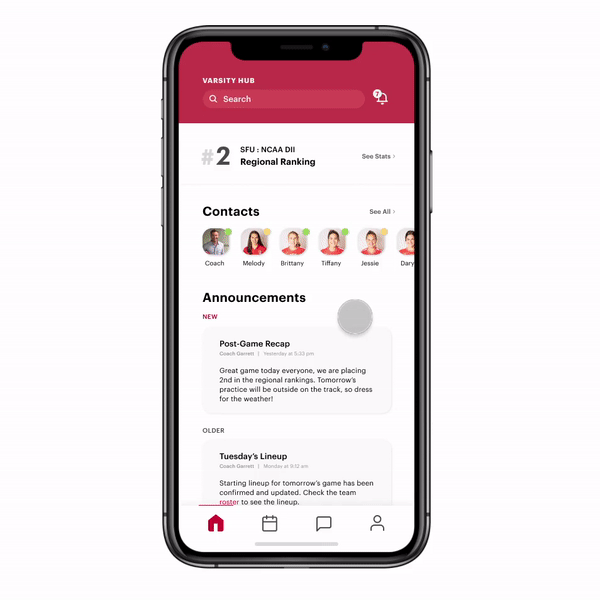 VARSITY HUB
Search
2
#2
SFU : NCAA DII
Regional Ranking
See Stats ›
Contacts
See All ›
Coach
Melody
Brittany
Tiffany
Jessie
Dary
Announcements
NEW
Post-Game Recap
Coach Garrett | Yesterday at 5:33 pm
Great game today everyone, we are placing
2nd in the regional rankings. Tomorrow's
practice will be outside on the track, so dress
for the weather!
OLDER
Tuesday's Lineup
Coach Garrett | Monday at 8:12 am
Starting lineup for tomorrow's game has been
confirmed and updated. Check the team
roster to see the lineup.